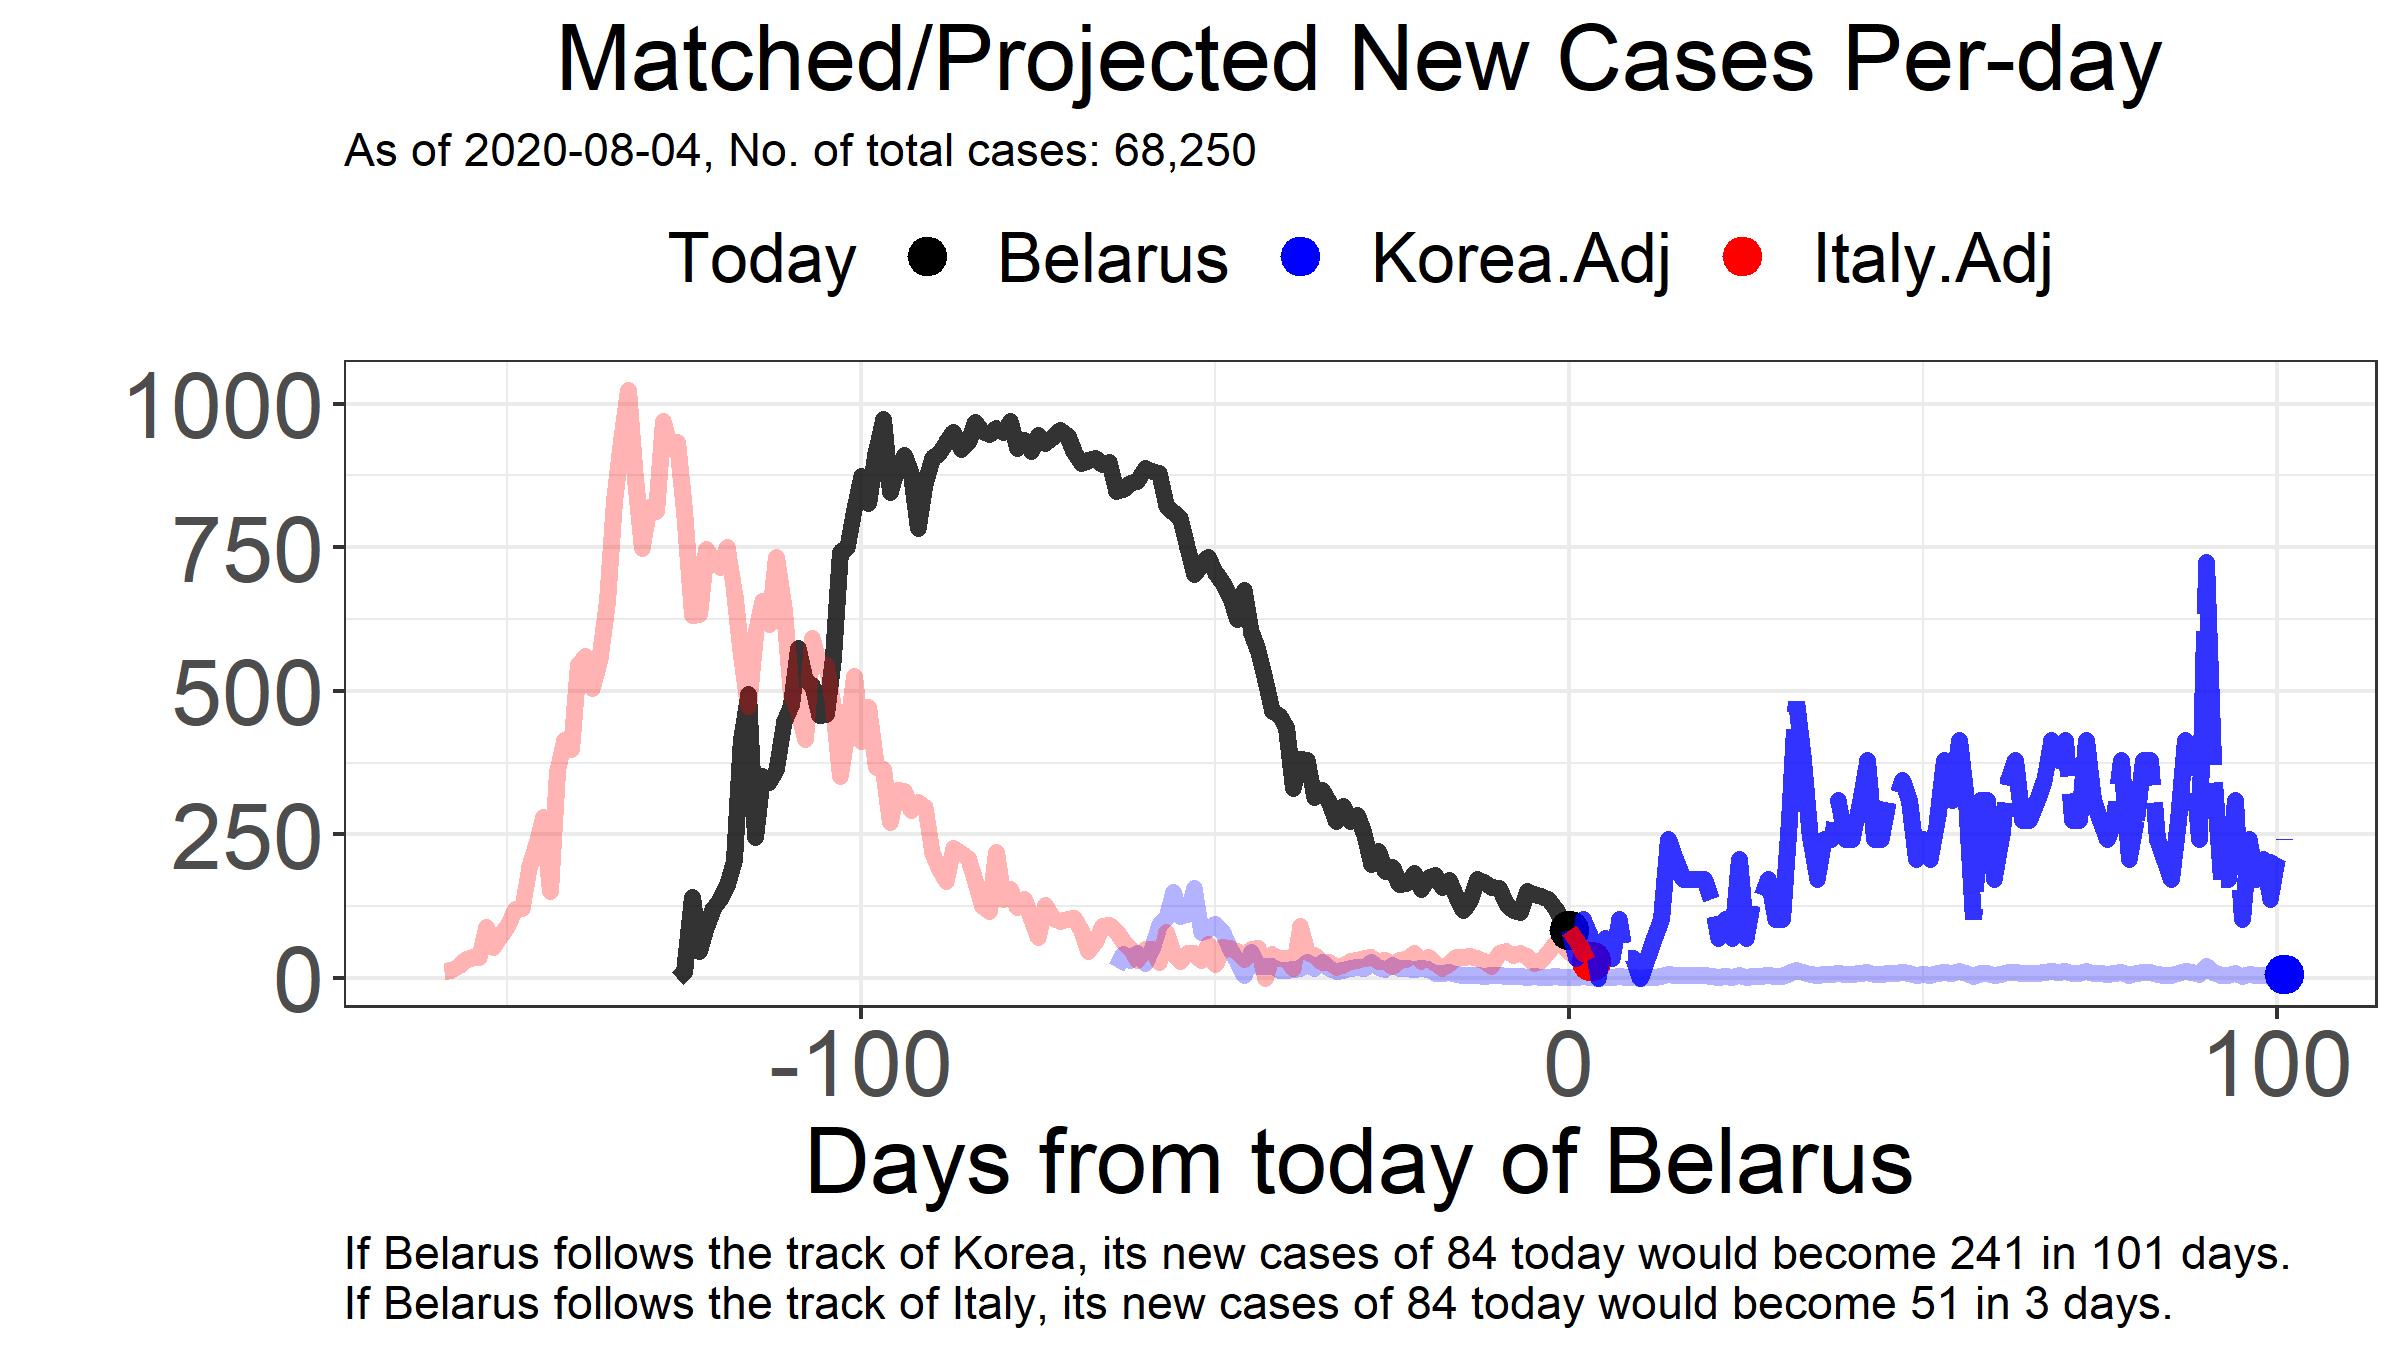 Matched/Projected New Cases Per-day
As of 2020-08-04, No. of total cases: 68,250
Today Belarus Korea.Adj Italy.Adj
1000
750
500
250
0
-100 0 100
Days from today of Belarus
If Belarus follows the track of Korea, its new cases of 84 today would become 241 in 101 days.
If Belarus follows the track of Italy, its new cases of 84 today would become 51 in 3 days.